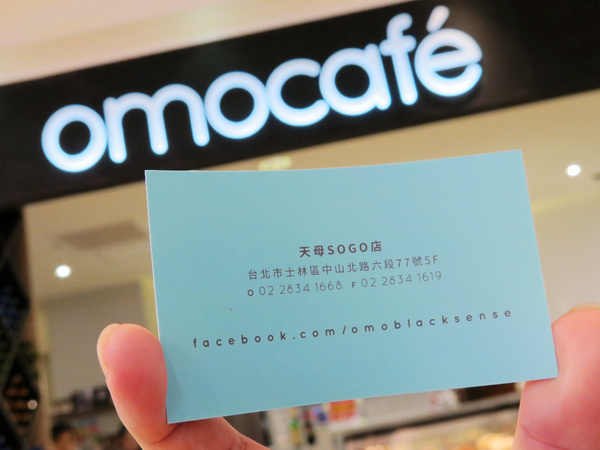 omocafé
天母SOGO店
台北市士林區中山北路六段77號5F
O 02 2834 1668 F 02 2834 1619
facebook.com/omoblacksense